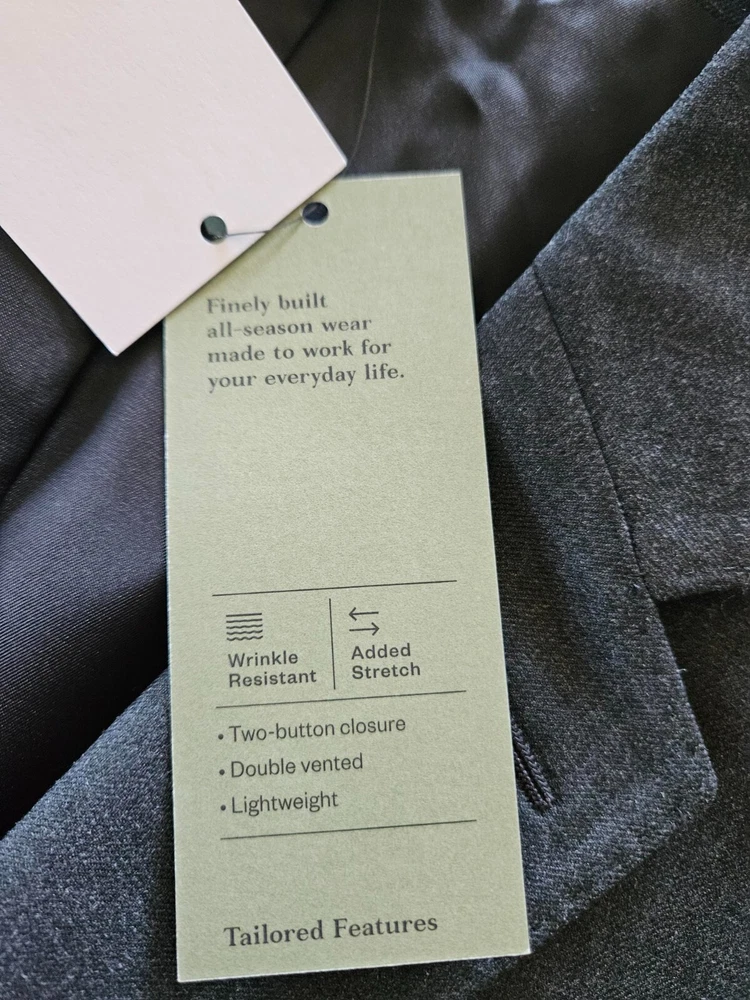 Finely built
all-season wear
made to work for
your everyday life.
Wrinkle
Resistant
Added
Stretch
• Two-button closure
• Double vented
• Lightweight
Tailored Features